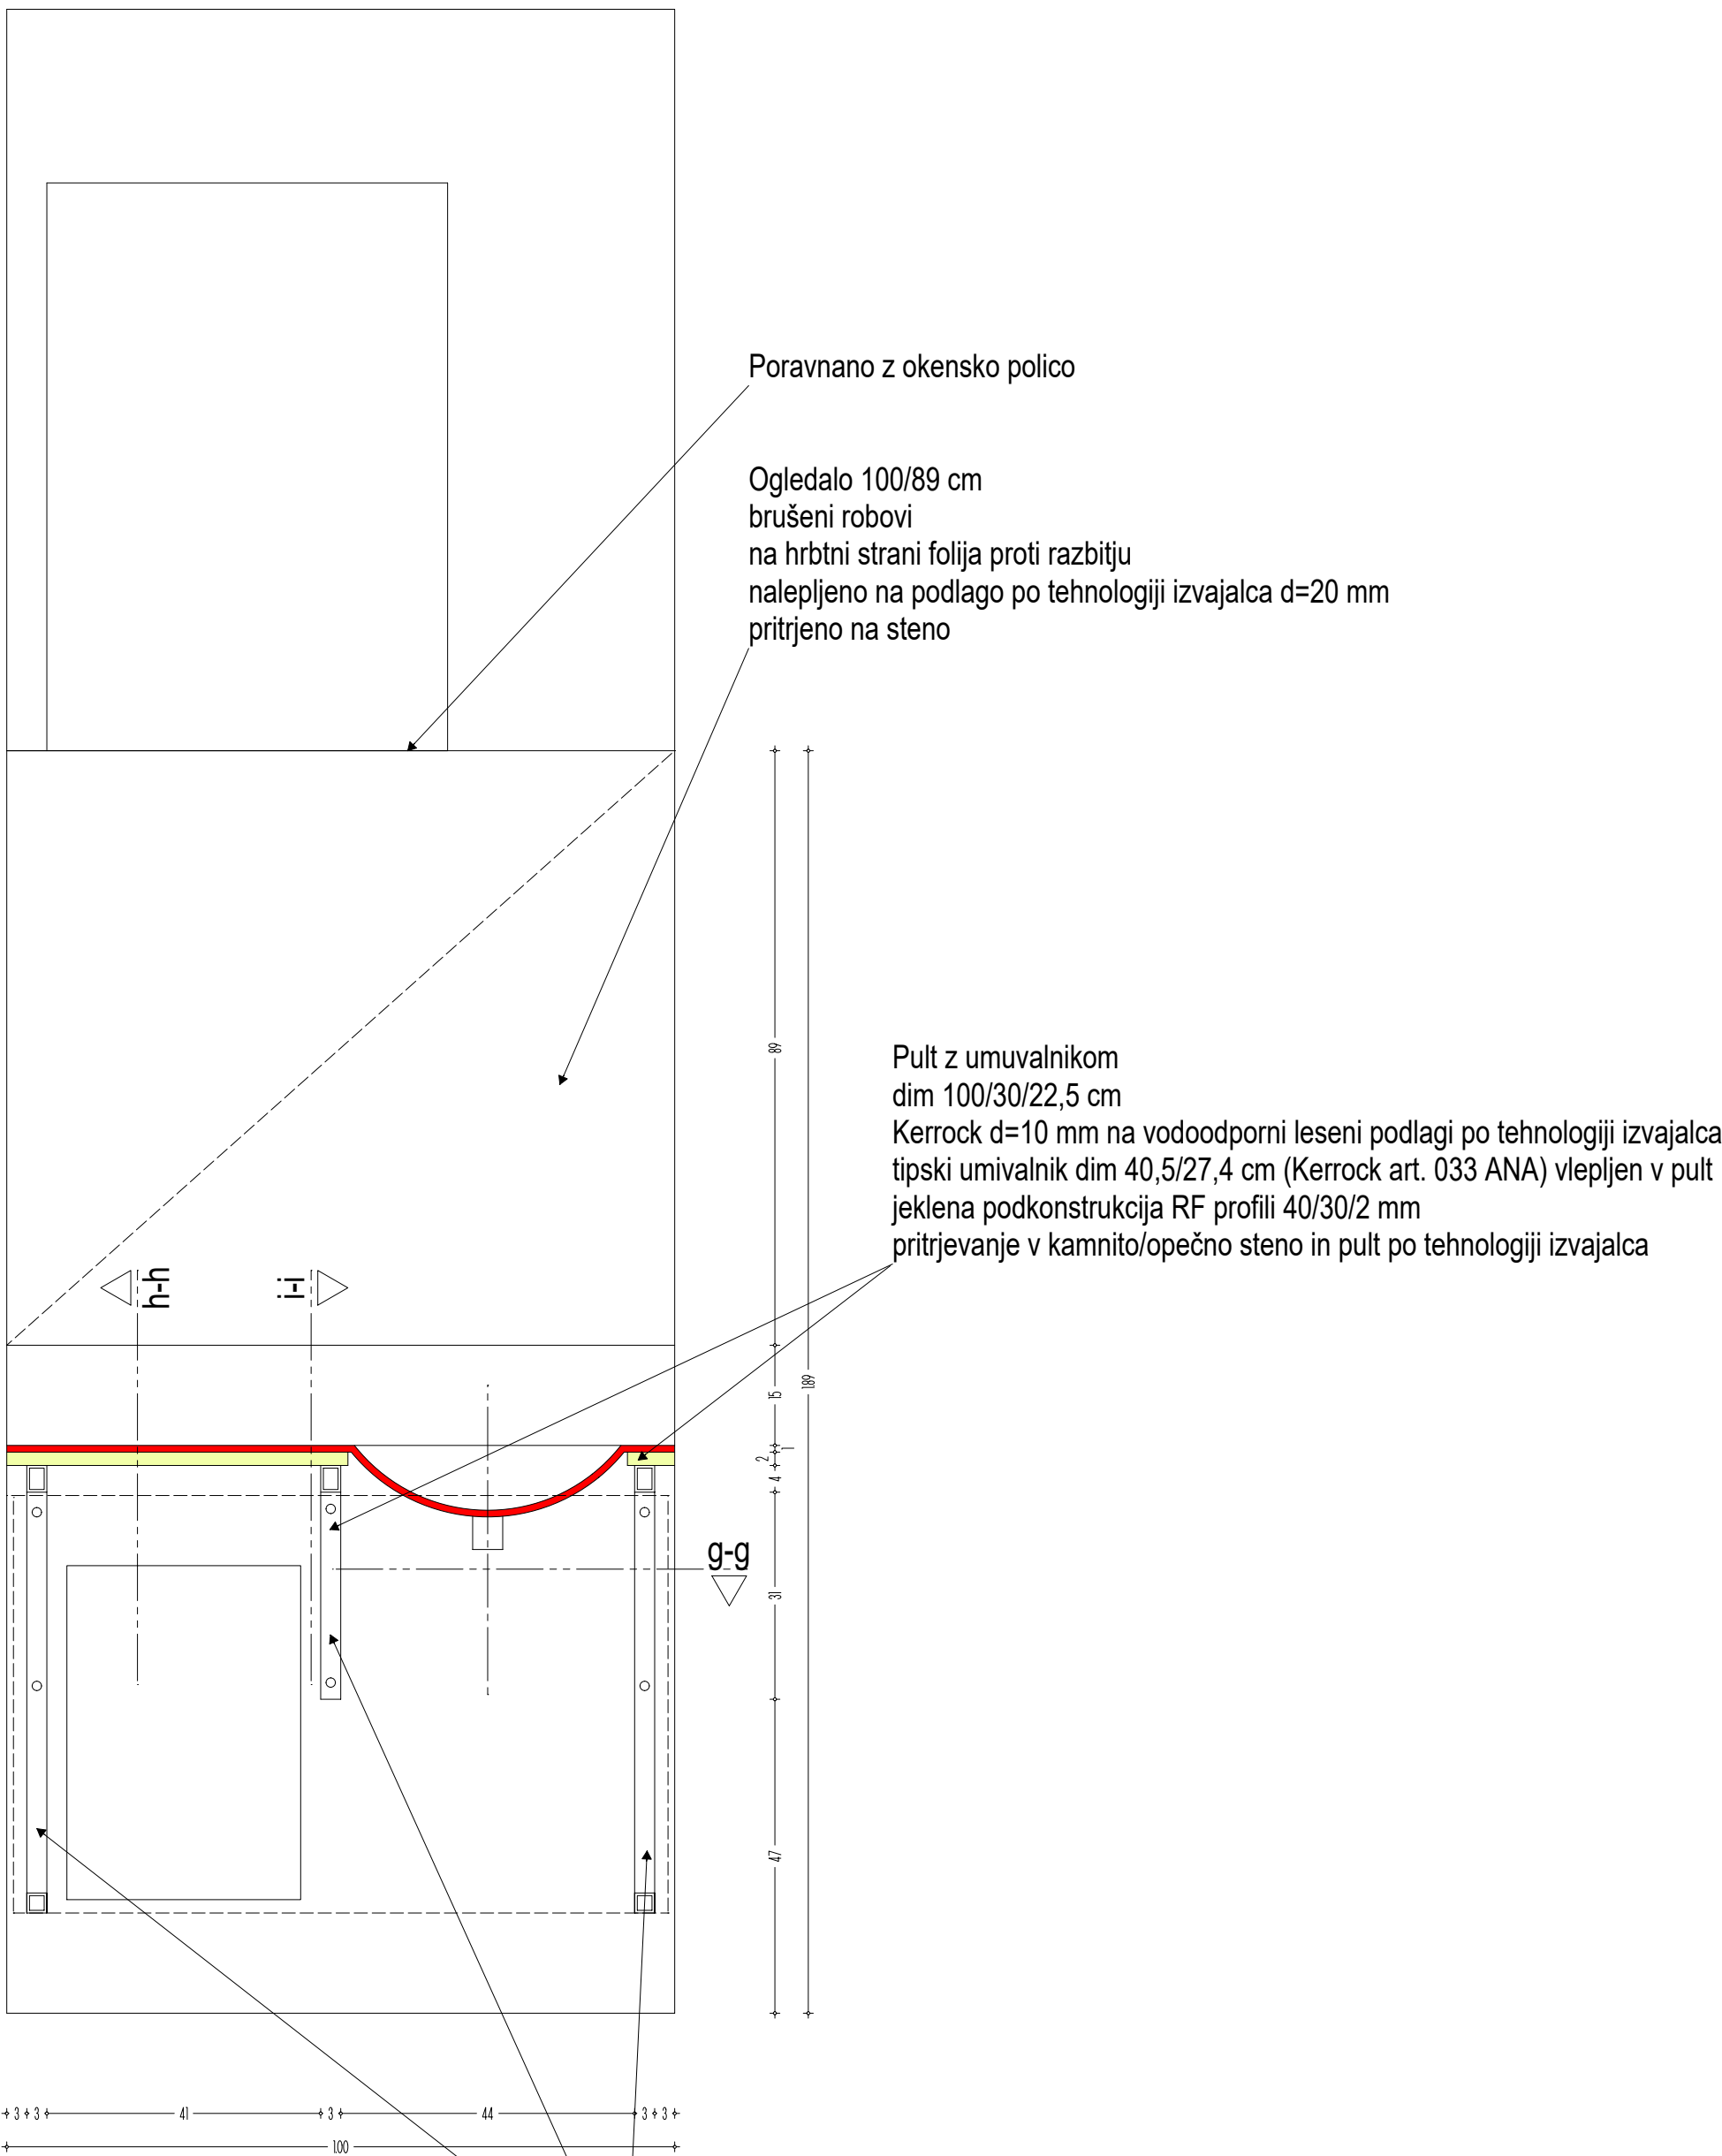 Poravnano z okensko polico
Ogledalo 100/89 cm
brušeni robovi
na hrbtni strani folija proti razbitju
nalepljeno na podlago po tehnologiji izvajalca d=20 mm
pritrjeno na steno
89
Pult z umuvalnikom
dim 100/30/22,5 cm
Kerrock d=10 mm na vodoodporni leseni podlagi po tehnologiji izvajalca
tipski umivalnik dim 40,5/27,4 cm (Kerrock art. 033 ANA) vlepljen v pult
jeklena podkonstrukcija RF profili 40/30/2 mm
pritrjevanje v kamnito/opečno steno in pult po tehnologiji izvajalca
h-h
i-i
15
1.89
1
2
4
g-g
31
47
3 3 41 3 44 3 3
1.00